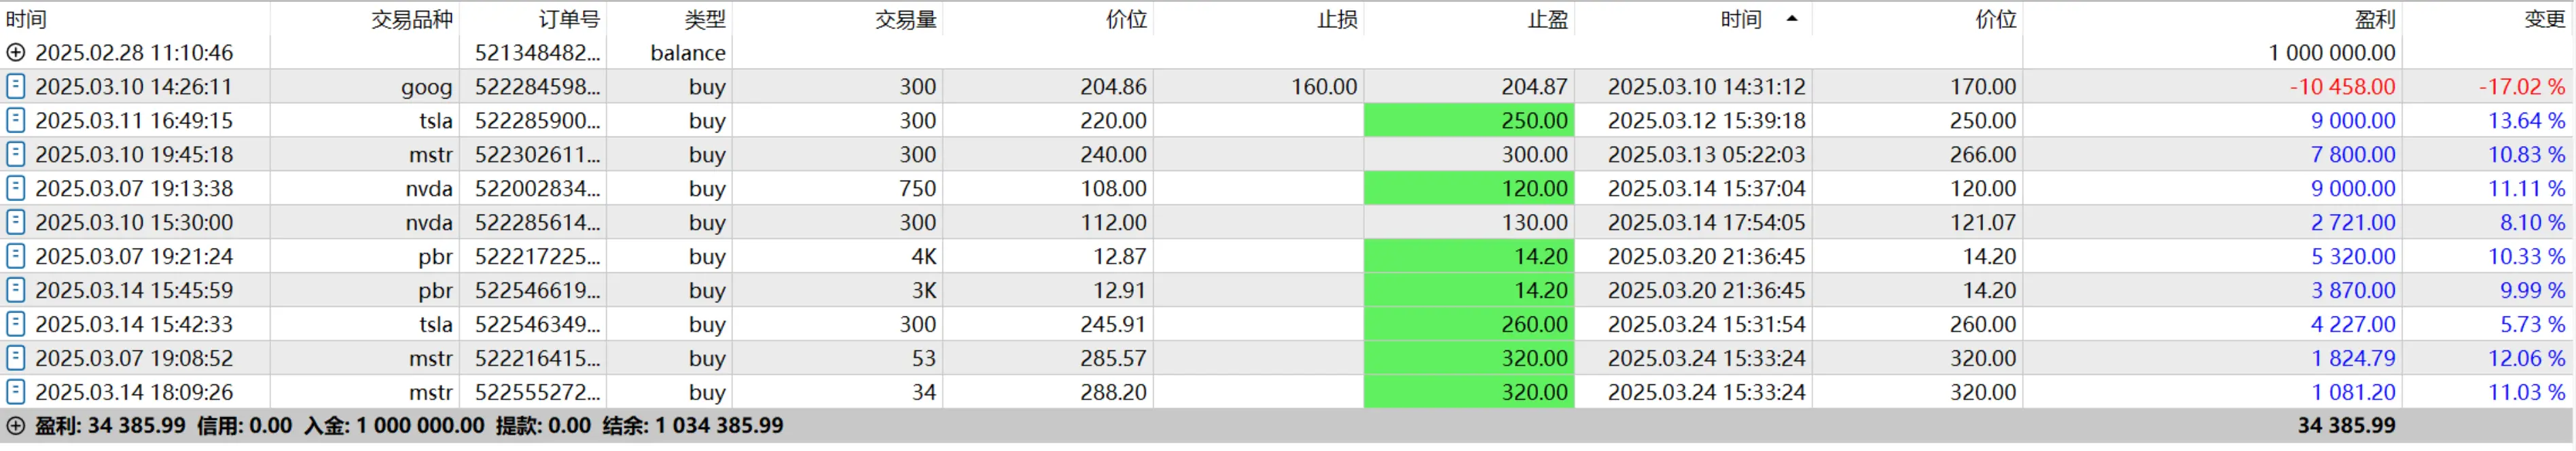 时间 交易品种 订单号 类型 交易量 价位 止损 止盈 时间 价位 盈利 变更
2025.02.28 11:10:46 521348482... balance 1 000 000.00
2025.03.10 14:26:11 goog 522284598... buy 300 204.86 160.00 204.87 2025.03.10 14:31:12 170.00 -10 458.00 -17.02 %
2025.03.11 16:49:15 tsla 522285900... buy 300 220.00 250.00 2025.03.12 15:39:18 250.00 9 000.00 13.64 %
2025.03.10 19:45:18 mstr 522302611... buy 300 240.00 300.00 2025.03.13 05:22:03 266.00 7 800.00 10.83 %
2025.03.07 19:13:38 nvda 522002834... buy 750 108.00 120.00 2025.03.14 15:37:04 120.00 9 000.00 11.11 %
2025.03.10 15:30:00 nvda 522285614... buy 300 112.00 130.00 2025.03.14 17:54:05 121.07 2 721.00 8.10 %
2025.03.07 19:21:24 pbr 522217225... buy 4K 12.87 14.20 2025.03.20 21:36:45 14.20 5 320.00 10.33 %
2025.03.14 15:45:59 pbr 522546619... buy 3K 12.91 14.20 2025.03.20 21:36:45 14.20 3 870.00 9.99 %
2025.03.14 15:42:33 tsla 522546349... buy 300 245.91 260.00 2025.03.24 15:31:54 260.00 4 227.00 5.73 %
2025.03.07 19:08:52 mstr 522216415... buy 53 285.57 320.00 2025.03.24 15:33:24 320.00 1 824.79 12.06 %
2025.03.14 18:09:26 mstr 522555272... buy 34 288.20 320.00 2025.03.24 15:33:24 320.00 1 081.20 11.03 %
盈利: 34 385.99 信用: 0.00 入金: 1 000 000.00 提款: 0.00 结余: 1 034 385.99 34 385.99